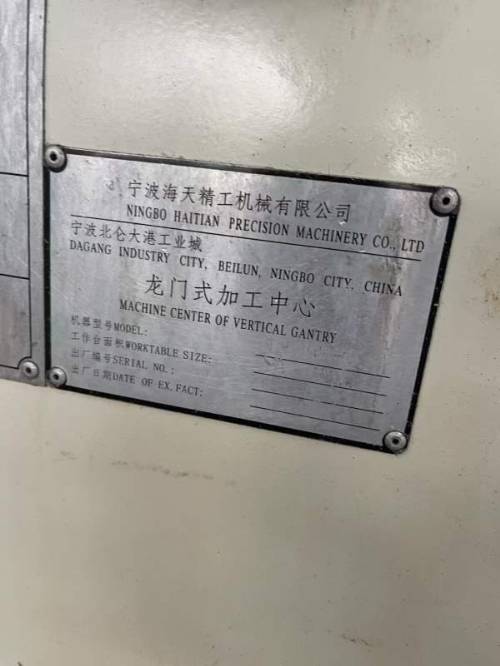 宁波海天精工机械有限公司
NINGBO HAITIAN PRECISION MACHINERY CO., LTD
宁波北仑大港工业城
DAGANG INDUSTRY CITY, BEILUN, NINGBO CITY, CHINA
龙门式加工中心
MACHINE CENTER OF VERTICAL GANTRY
机器型号MODEL:
工作台面积WORKTABLE SIZE:
出厂编号SERIAL NO.:
出厂日期DATE OF EX. FACT: